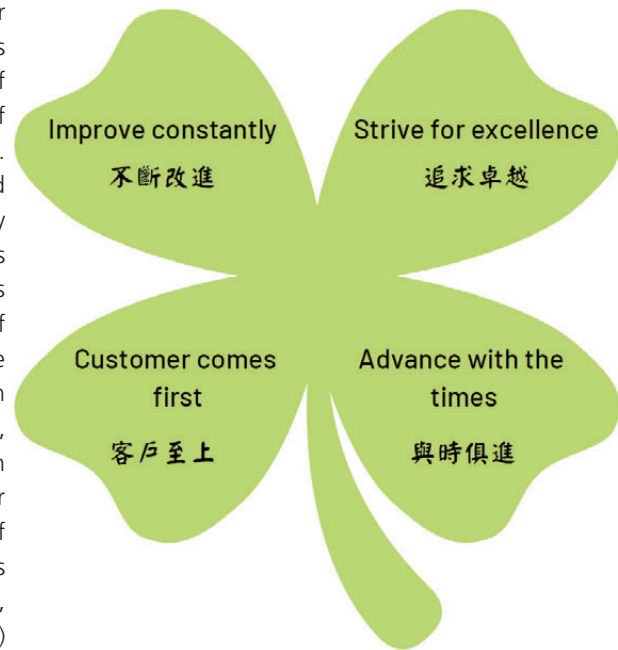 r
s
f
f
.
d
y
s
s
f
e
n
,
n
r
f
s
,
)
Improve constantly
不斷改進
Strive for excellence
追求卓越
Customer comes
first
客戶至上
Advance with the
times
與時俱進